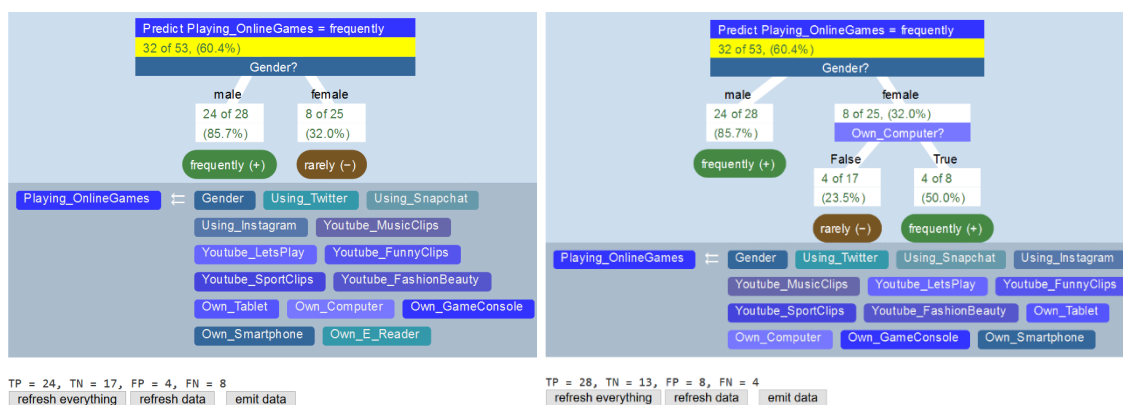 Predict Playing_OnlineGames = frequently
32 of 53, (60.4%)
Gender?
male female
24 of 28 8 of 25
(85.7%) (32.0%)
frequently (+) rarely (−)
Playing_OnlineGames ⇇ Gender Using_Twitter Using_Snapchat
Using_Instagram Youtube_MusicClips
Youtube_LetsPlay Youtube_FunnyClips
Youtube_SportClips Youtube_FashionBeauty
Own_Tablet Own_Computer Own_GameConsole
Own_Smartphone Own_E_Reader
TP = 24, TN = 17, FP = 4, FN = 8
refresh everything refresh data emit data
Predict Playing_OnlineGames = frequently
32 of 53, (60.4%)
Gender?
male female
24 of 28 8 of 25, (32.0%)
(85.7%) Own_Computer?
frequently (+) False True
4 of 17 4 of 8
(23.5%) (50.0%)
rarely (−) frequently (+)
Playing_OnlineGames ⇇ Gender Using_Twitter Using_Snapchat Using_Instagram
Youtube_MusicClips Youtube_LetsPlay Youtube_FunnyClips
Youtube_SportClips Youtube_FashionBeauty Own_Tablet
Own_Computer Own_GameConsole Own_Smartphone
TP = 28, TN = 13, FP = 8, FN = 4
refresh everything refresh data emit data